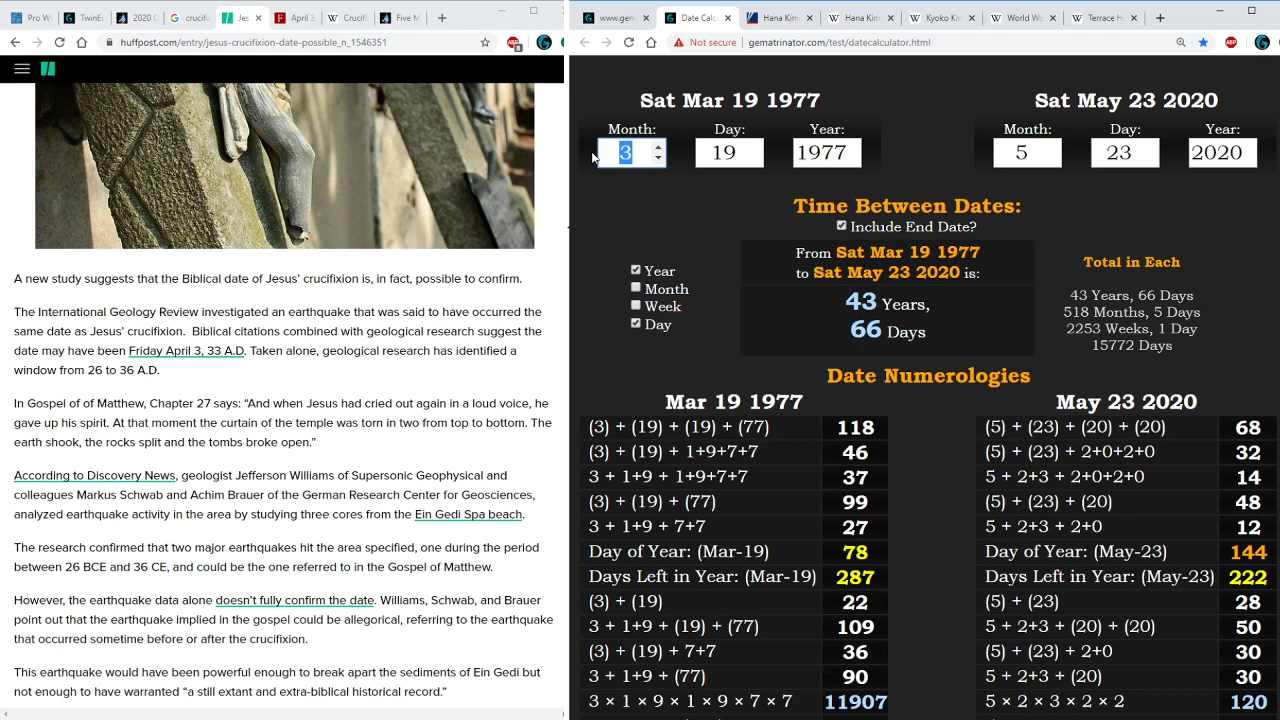 Pro W
TwinE
2020 D
crucifi
Jes
April 3,
Crucif
Five M
huffpost.com/entry/jesus-crucifixion-date-possible_n_1546351
A new study suggests that the Biblical date of Jesus' crucifixion is, in fact, possible to confirm.
The International Geology Review investigated an earthquake that was said to have occurred the
same date as Jesus' crucifixion.  Biblical citations combined with geological research suggest the
date may have been Friday April 3, 33 A.D. Taken alone, geological research has identified a
window from 26 to 36 A.D.
In Gospel of of Matthew, Chapter 27 says: “And when Jesus had cried out again in a loud voice, he
gave up his spirit. At that moment the curtain of the temple was torn in two from top to bottom. The
earth shook, the rocks split and the tombs broke open.”
According to Discovery News, geologist Jefferson Williams of Supersonic Geophysical and
colleagues Markus Schwab and Achim Brauer of the German Research Center for Geosciences,
analyzed earthquake activity in the area by studying three cores from the Ein Gedi Spa beach.
The research confirmed that two major earthquakes hit the area specified, one during the period
between 26 BCE and 36 CE, and could be the one referred to in the Gospel of Matthew.
However, the earthquake data alone doesn't fully confirm the date. Williams, Schwab, and Brauer
point out that the earthquake implied in the gospel could be allegorical, referring to the earthquake
that occurred sometime before or after the crucifixion.
This earthquake would have been powerful enough to break apart the sediments of Ein Gedi but
not enough to have warranted “a still extant and extra-biblical historical record.”
www.gem
Date Calc
Hana Kim
Hana Kim
Kyoko Kim
World W
Terrace H
Not secure
gematrinator.com/test/datecalculator.html
Sat Mar 19 1977
Month: Day: Year:
3 19 1977
Sat May 23 2020
Month: Day: Year:
5 23 2020
Time Between Dates:
Include End Date?
Year
Month
Week
Day
From Sat Mar 19 1977
to Sat May 23 2020 is:
43 Years,
66 Days
Total in Each
43 Years, 66 Days
518 Months, 5 Days
2253 Weeks, 1 Day
15772 Days
Date Numerologies
Mar 19 1977
(3) + (19) + (19) + (77) 118
(3) + (19) + 1+9+7+7 46
3 + 1+9 + 1+9+7+7 37
(3) + (19) + (77) 99
3 + 1+9 + 7+7 27
Day of Year: (Mar-19) 78
Days Left in Year: (Mar-19) 287
(3) + (19) 22
3 + 1+9 + (19) + (77) 109
(3) + (19) + 7+7 36
3 + 1+9 + (77) 90
3 × 1 × 9 × 1 × 9 × 7 × 7 11907
May 23 2020
(5) + (23) + (20) + (20) 68
(5) + (23) + 2+0+2+0 32
5 + 2+3 + 2+0+2+0 14
(5) + (23) + (20) 48
5 + 2+3 + 2+0 12
Day of Year: (May-23) 144
Days Left in Year: (May-23) 222
(5) + (23) 28
5 + 2+3 + (20) + (20) 50
(5) + (23) + 2+0 30
5 + 2+3 + (20) 30
5 × 2 × 3 × 2 × 2 120